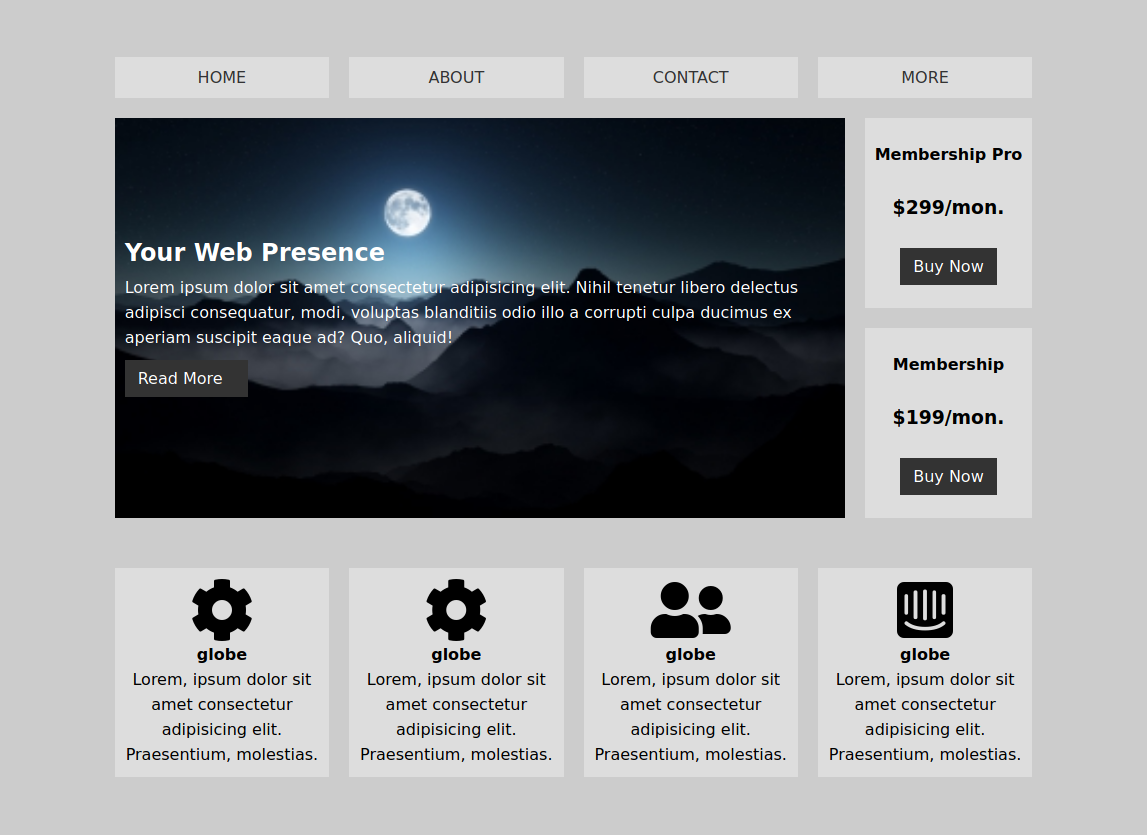 HOME
ABOUT
CONTACT
MORE
Your Web Presence
Lorem ipsum dolor sit amet consectetur adipisicing elit. Nihil tenetur libero delectus
adipisci consequatur, modi, voluptas blanditiis odio illo a corrupti culpa ducimus ex
aperiam suscipit eaque ad? Quo, aliquid!
Read More
Membership Pro
$299/mon.
Buy Now
Membership
$199/mon.
Buy Now
globe
Lorem, ipsum dolor sit
amet consectetur
adipisicing elit.
Praesentium, molestias.
globe
Lorem, ipsum dolor sit
amet consectetur
adipisicing elit.
Praesentium, molestias.
globe
Lorem, ipsum dolor sit
amet consectetur
adipisicing elit.
Praesentium, molestias.
globe
Lorem, ipsum dolor sit
amet consectetur
adipisicing elit.
Praesentium, molestias.